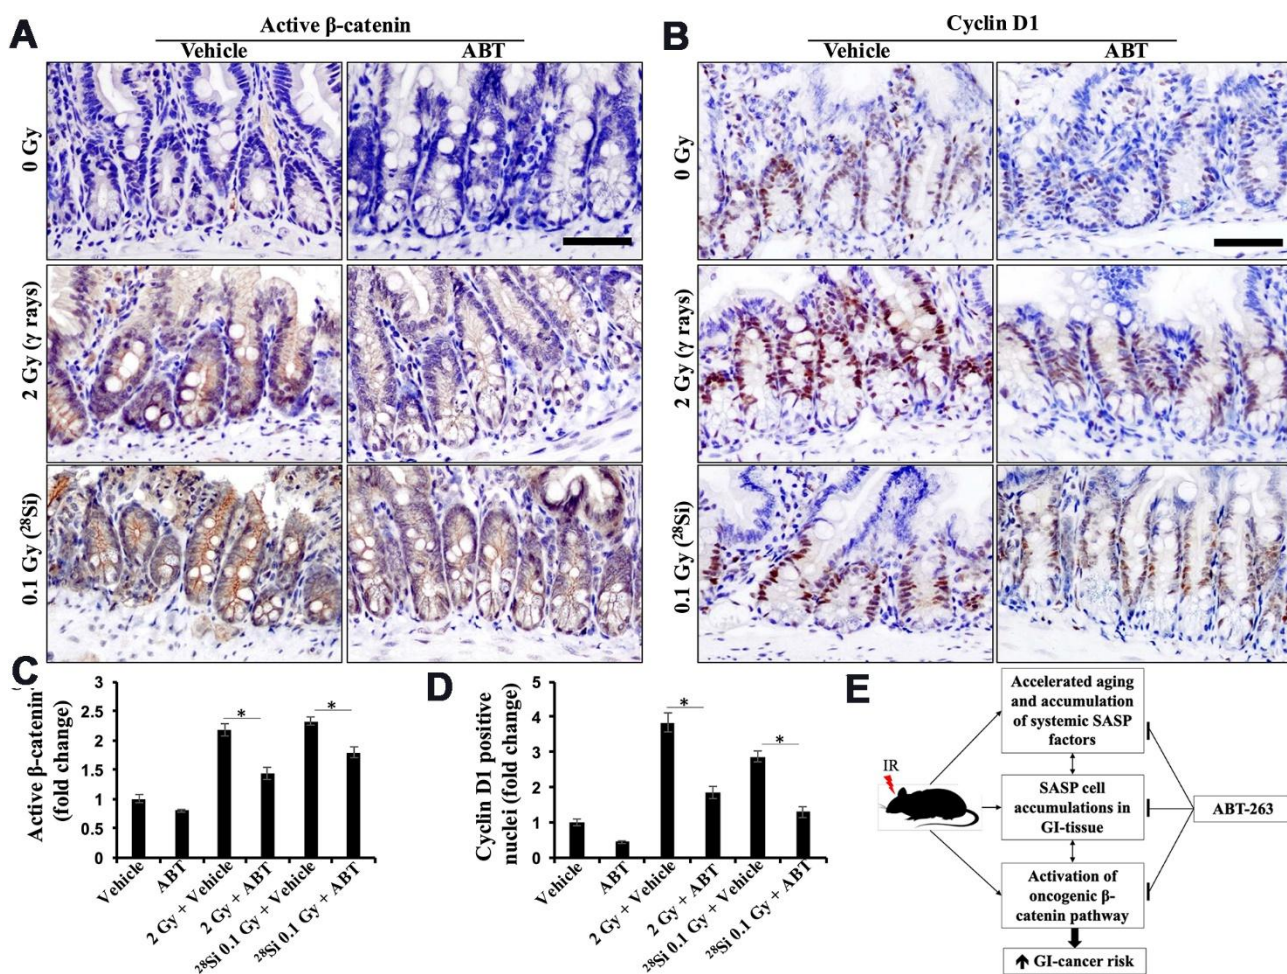 A
Active β-catenin
Vehicle
ABT
0 Gy
2 Gy (γ rays)
0.1 Gy (²⁸Si)
B
Cyclin D1
Vehicle
ABT
0 Gy
2 Gy (γ rays)
0.1 Gy (²⁸Si)
C
Active β-catenin
(fold change)
3
2.5
2
1.5
1
0.5
0
*
*
Vehicle
ABT
2 Gy + Vehicle
2 Gy + ABT
²⁸Si 0.1 Gy + Vehicle
²⁸Si 0.1 Gy + ABT
D
Cyclin D1 positive
nuclei (fold change)
5
4
3
2
1
0
*
*
Vehicle
ABT
2 Gy + Vehicle
2 Gy + ABT
²⁸Si 0.1 Gy + Vehicle
²⁸Si 0.1 Gy + ABT
E
IR
Accelerated aging
and accumulation
of systemic SASP
factors
SASP cell
accumulations in
GI-tissue
Activation of
oncogenic β-
catenin pathway
GI-cancer risk
ABT-263